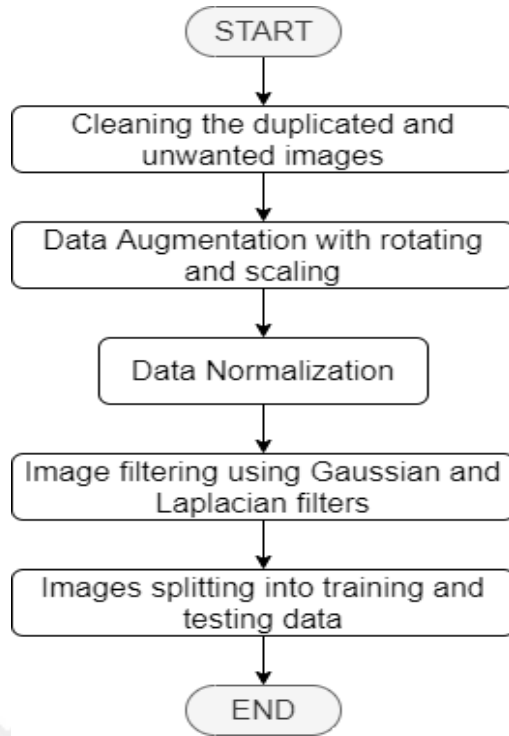 START
Cleaning the duplicated and
unwanted images
Data Augmentation with rotating
and scaling
Data Normalization
Image filtering using Gaussian and
Laplacian filters
Images splitting into training and
testing data
END